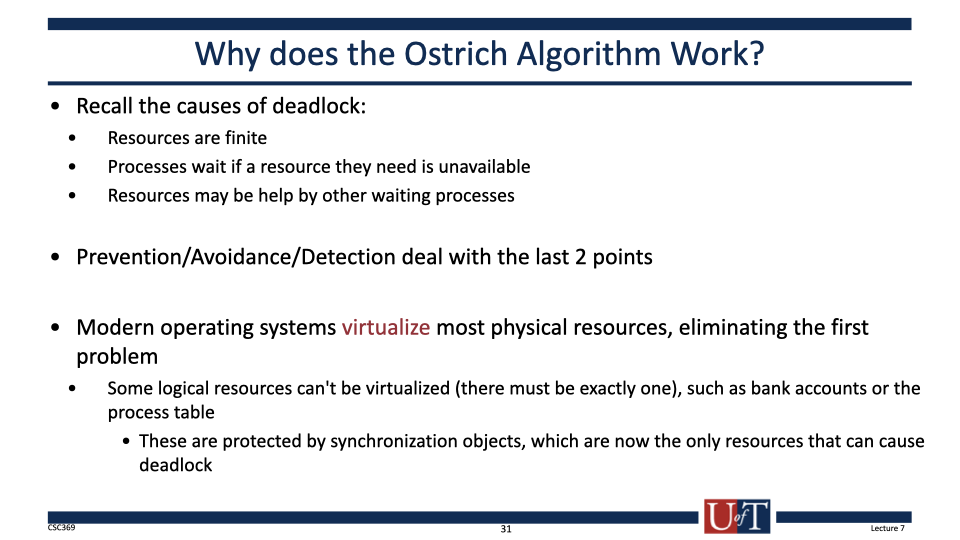 Why does the Ostrich Algorithm Work?
• Recall the causes of deadlock:
• Resources are finite
• Processes wait if a resource they need is unavailable
• Resources may be help by other waiting processes
• Prevention/Avoidance/Detection deal with the last 2 points
• Modern operating systems virtualize most physical resources, eliminating the first
problem
• Some logical resources can't be virtualized (there must be exactly one), such as bank accounts or the
process table
• These are protected by synchronization objects, which are now the only resources that can cause
deadlock
CSC369
31
U of T
Lecture 7